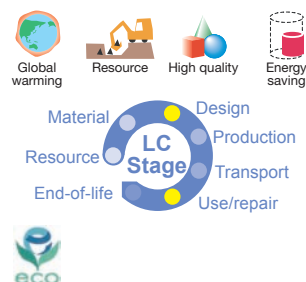 Global
warming
Resource
High quality
Energy
saving
Material
Design
Production
LC
Stage
Resource
Transport
End-of-life
Use/repair
eco